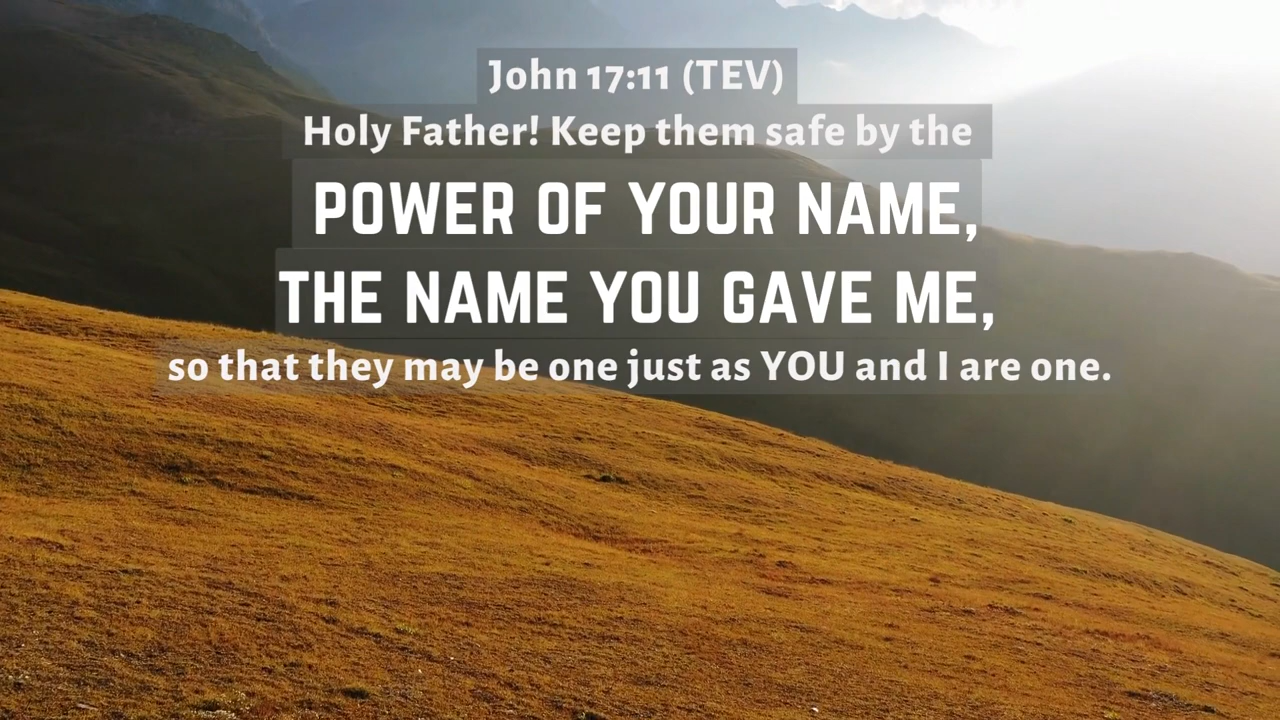 John 17:11 (TEV)
Holy Father! Keep them safe by the
POWER OF YOUR NAME,
THE NAME YOU GAVE ME,
so that they may be one just as YOU and I are one.